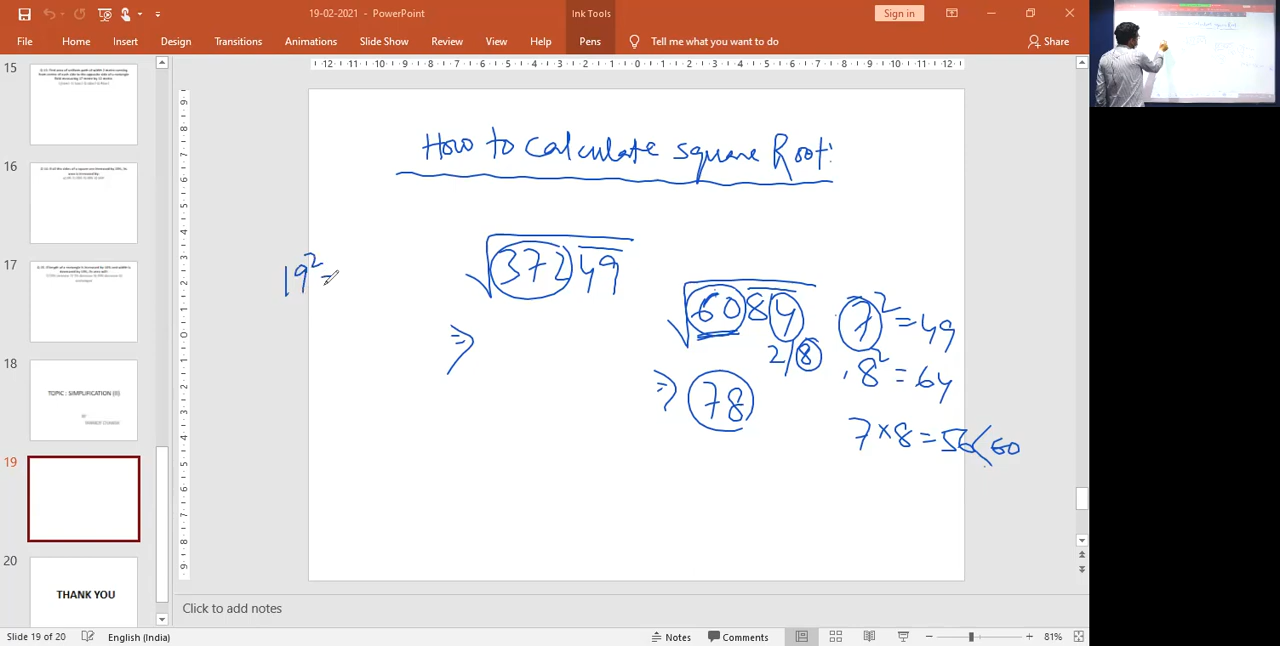 19-02-2021 - PowerPoint
Ink Tools
Sign in
File Home Insert Design Transitions Animations Slide Show Review View Help Pens Tell me what you want to do Share
15
16
17
18
TOPIC : SIMPLIFICATION (II)
BY
19
20
THANK YOU
How to Calculate square Root:
√37249
19² =
⇒
√6084
2/8
⇒ 78
7² = 49
8² = 64
7×8 = 56<60
Click to add notes
Slide 19 of 20 English (India) Notes Comments 81%